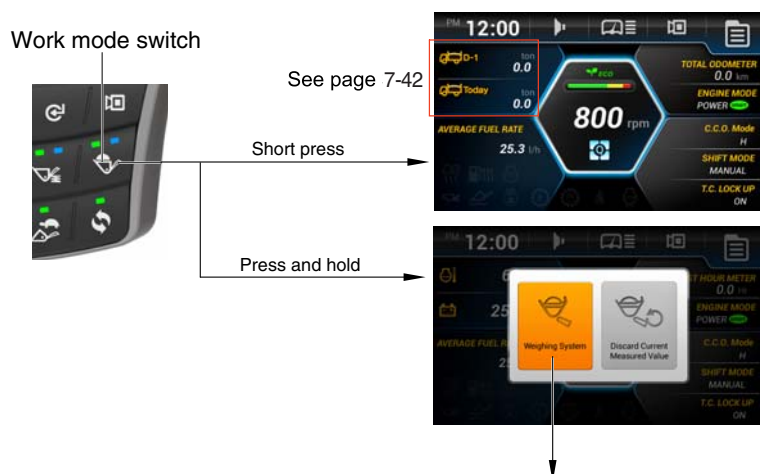 Work mode switch
See page 7-42
Short press
Press and hold
PM 12:00
D-1
ton
0.0
Today
ton
0.0
AVERAGE FUEL RATE
25.3 l/h
eco
800 rpm
TOTAL ODOMETER
0.0 km
ENGINE MODE
POWER
C.C.O. Mode
H
SHIFT MODE
MANUAL
T.C. LOCK UP
ON
PM 12:00
25
AVERAGE FUEL
Weighing System
Discard Current
Measured Value
HOUR METER
0.0
ENGINE MODE
POWER
C.C.O. Mode
H
SHIFT MODE
MANUAL
T.C. LOCK UP
ON